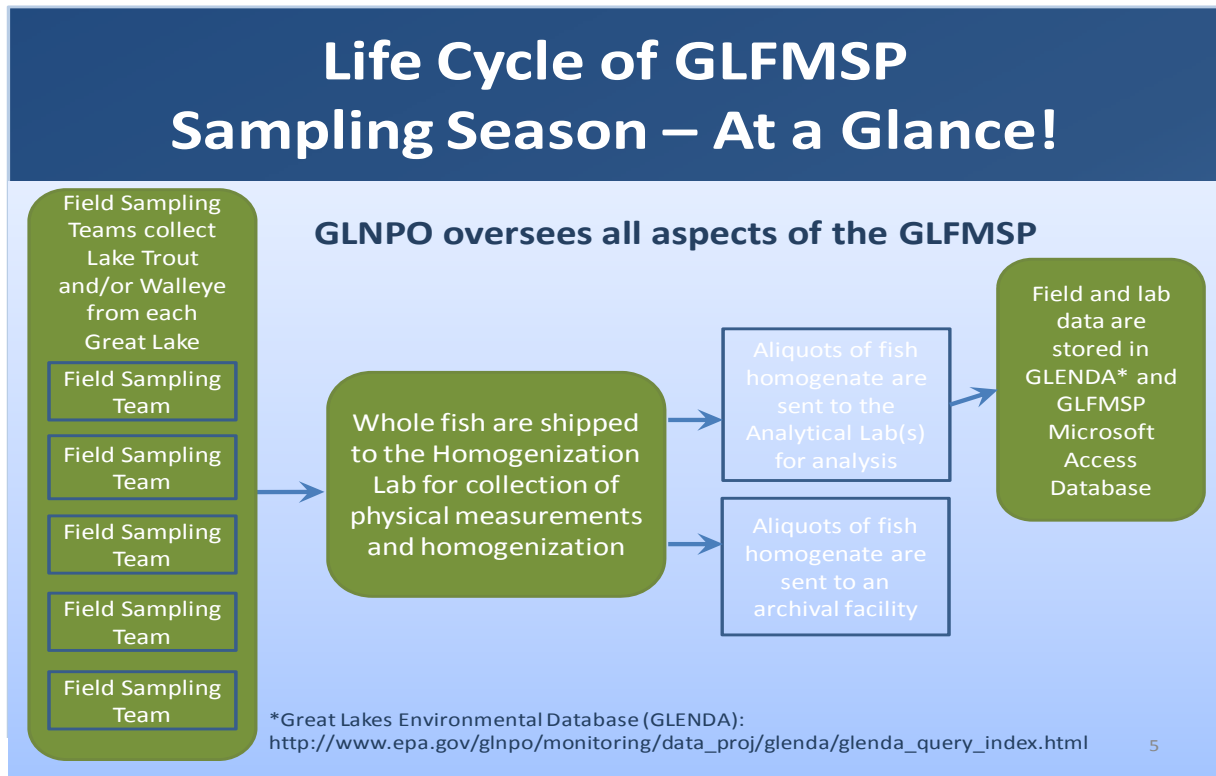 Life Cycle of GLFMSP
Sampling Season – At a Glance!
Field Sampling
Teams collect
Lake Trout
and/or Walleye
from each
Great Lake
Field Sampling
Team
Field Sampling
Team
Field Sampling
Team
Field Sampling
Team
Field Sampling
Team
GLNPO oversees all aspects of the GLFMSP
Whole fish are shipped
to the Homogenization
Lab for collection of
physical measurements
and homogenization
Aliquots of fish
homogenate are
sent to the
Analytical Lab(s)
for analysis
Aliquots of fish
homogenate are
sent to an
archival facility
Field and lab
data are
stored in
GLENDA* and
GLFMSP
Microsoft
Access
Database
*Great Lakes Environmental Database (GLENDA):
http://www.epa.gov/glnpo/monitoring/data_proj/glenda/glenda_query_index.html
5